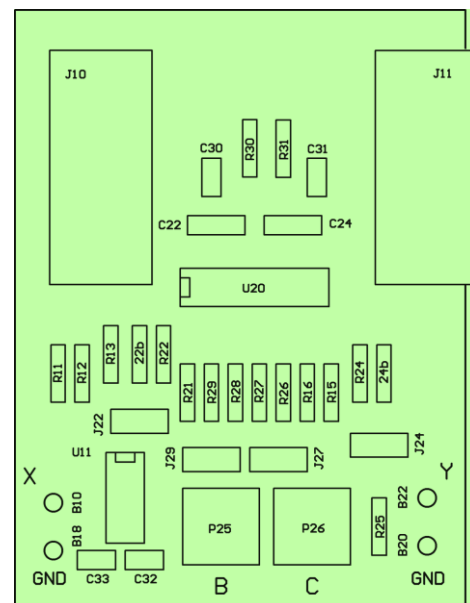 J10
J11
R30
R31
C30
C31
C22
C24
U20
R13
22b
R22
R11
R12
R24
24b
R21
R29
R28
R27
R26
R16
R15
J22
J24
U11
J29
J27
X
Y
B10
B22
P25
P26
R25
B18
B20
GND
C33
C32
B
C
GND